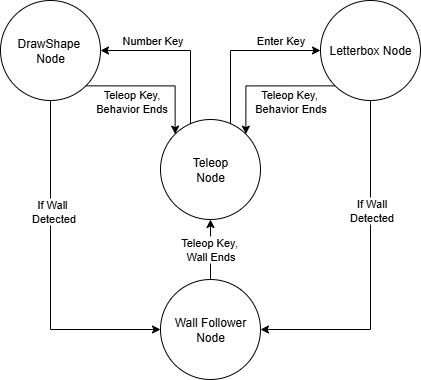 DrawShape
Node
Number Key
Enter Key
Letterbox Node
Teleop Key,
Behavior Ends
Teleop Key,
Behavior Ends
Teleop
Node
If Wall
Detected
If Wall
Detected
Teleop Key,
Wall Ends
Wall Follower
Node